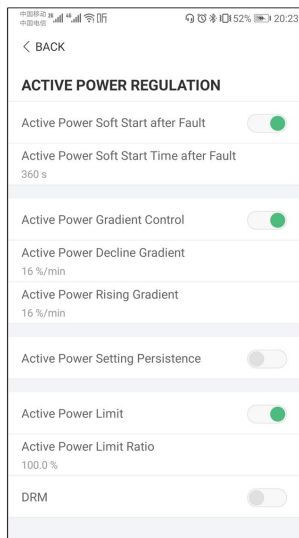 中国移动 26 46
中国电信 52% 20:23
< BACK
ACTIVE POWER REGULATION
Active Power Soft Start after Fault
Active Power Soft Start Time after Fault
360 s
Active Power Gradient Control
Active Power Decline Gradient
16 %/min
Active Power Rising Gradient
16 %/min
Active Power Setting Persistence
Active Power Limit
Active Power Limit Ratio
100.0 %
DRM